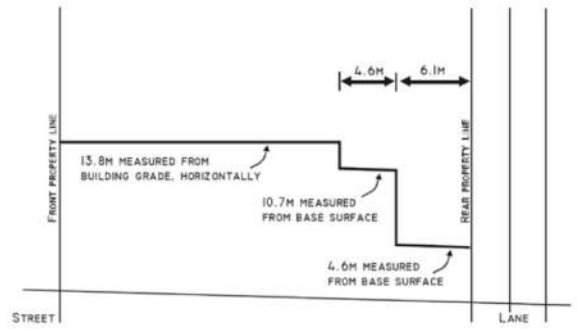 4.6M
6.1M
FRONT PROPERTY LINE
13.8M MEASURED FROM
BUILDING GRADE, HORIZONTALLY
10.7M MEASURED
FROM BASE SURFACE
REAR PROPERTY LINE
4.6M MEASURED
FROM BASE SURFACE
STREET
LANE